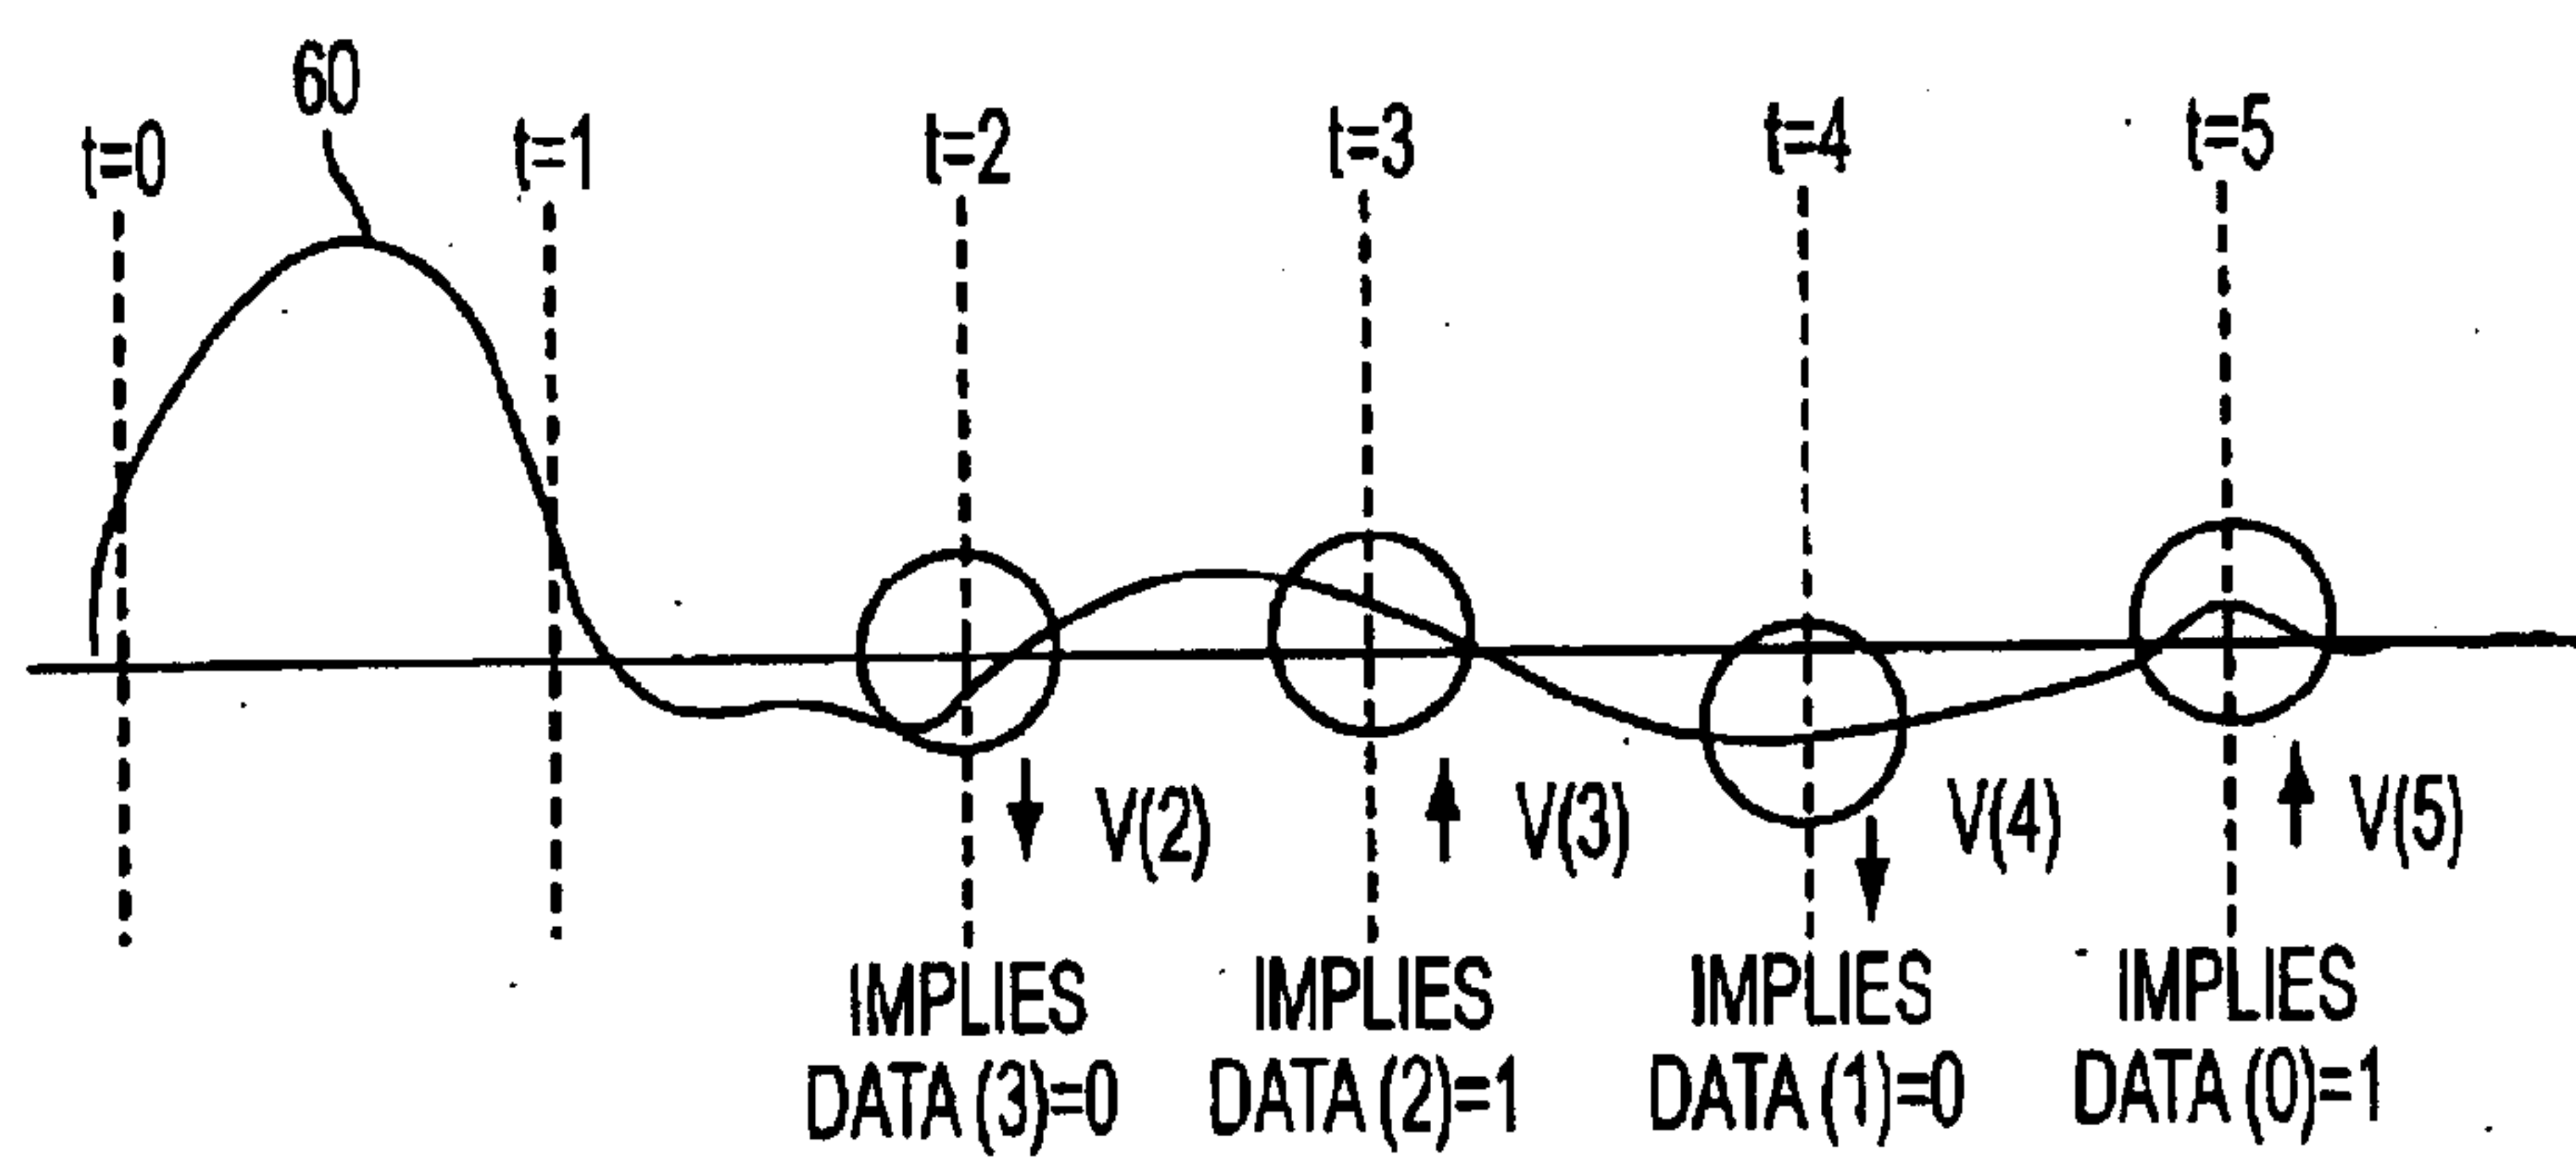 60
t=0
t=1
t=2
t=3
t=4
t=5
V(2)
V(3)
V(4)
V(5)
IMPLIES
DATA (3)=0
IMPLIES
DATA (2)=1
IMPLIES
DATA (1)=0
IMPLIES
DATA (0)=1